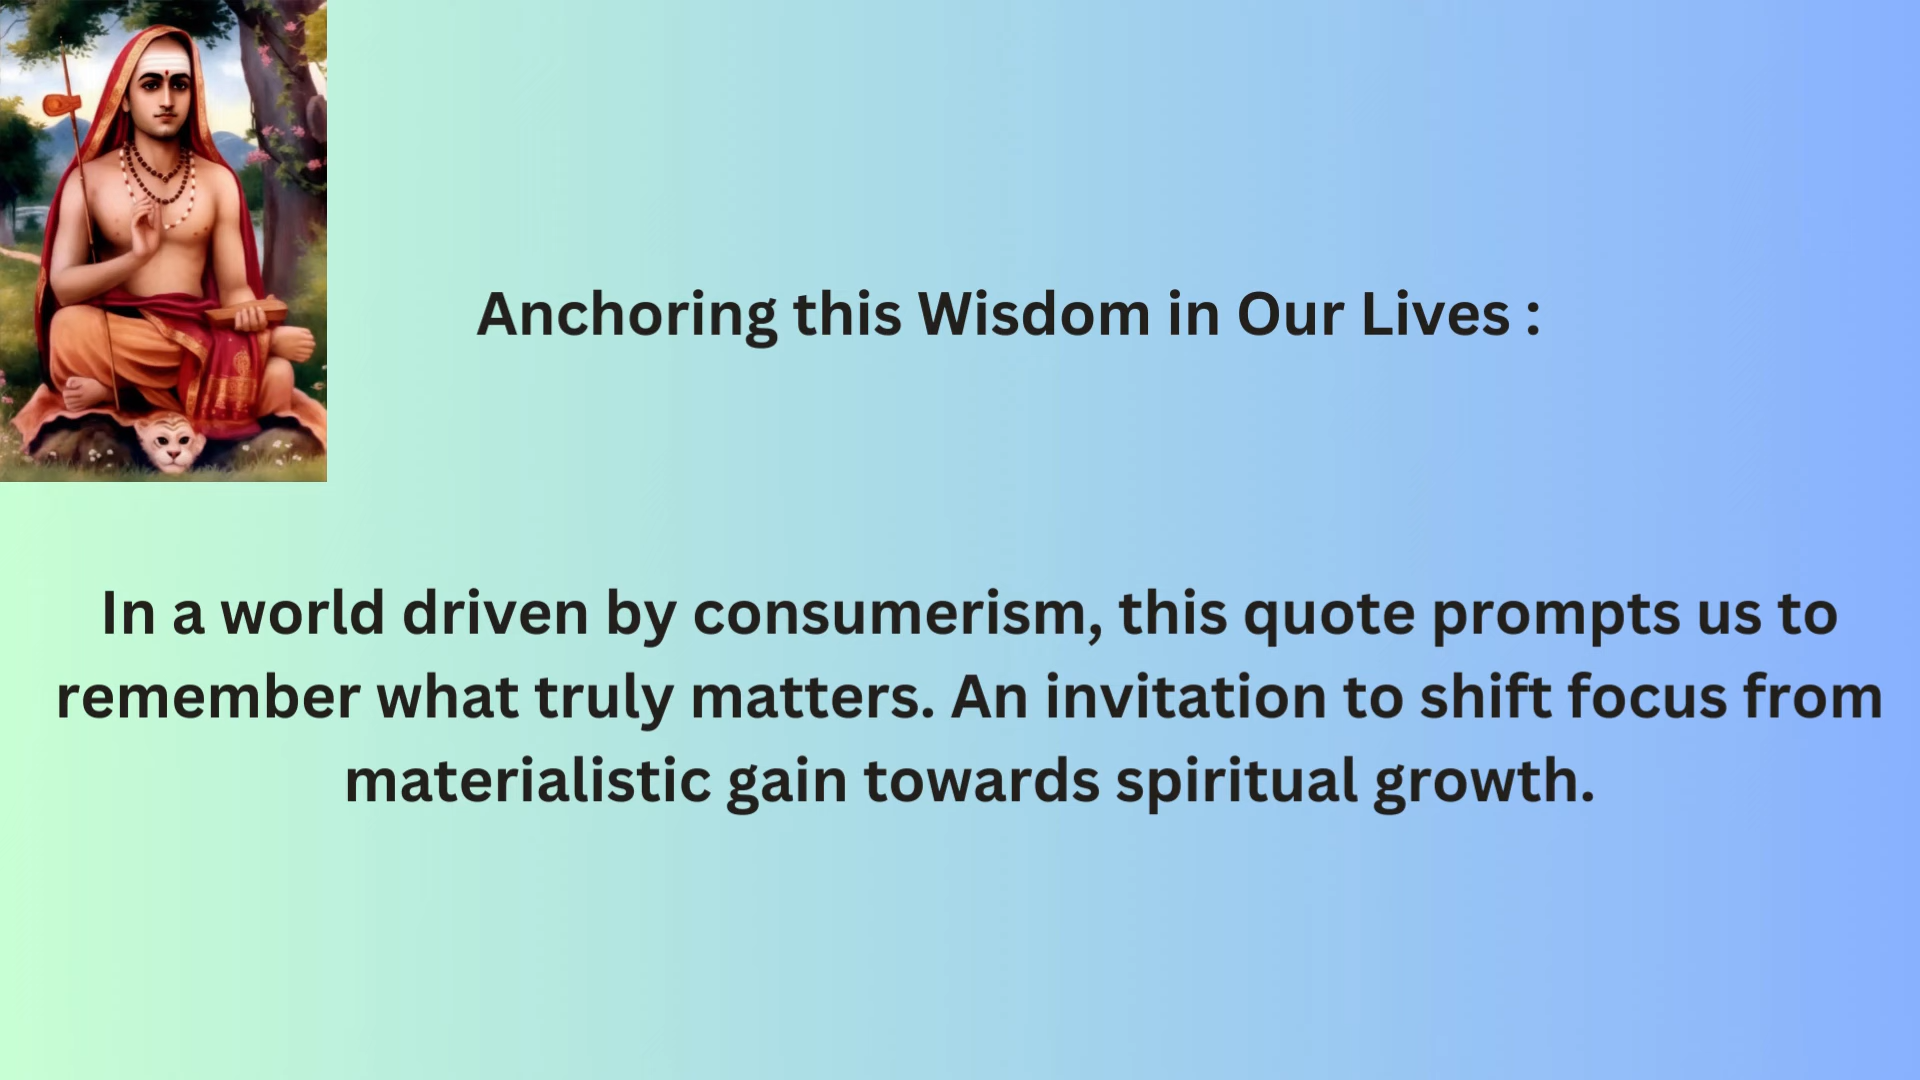 Anchoring this Wisdom in Our Lives :
In a world driven by consumerism, this quote prompts us to
remember what truly matters. An invitation to shift focus from
materialistic gain towards spiritual growth.